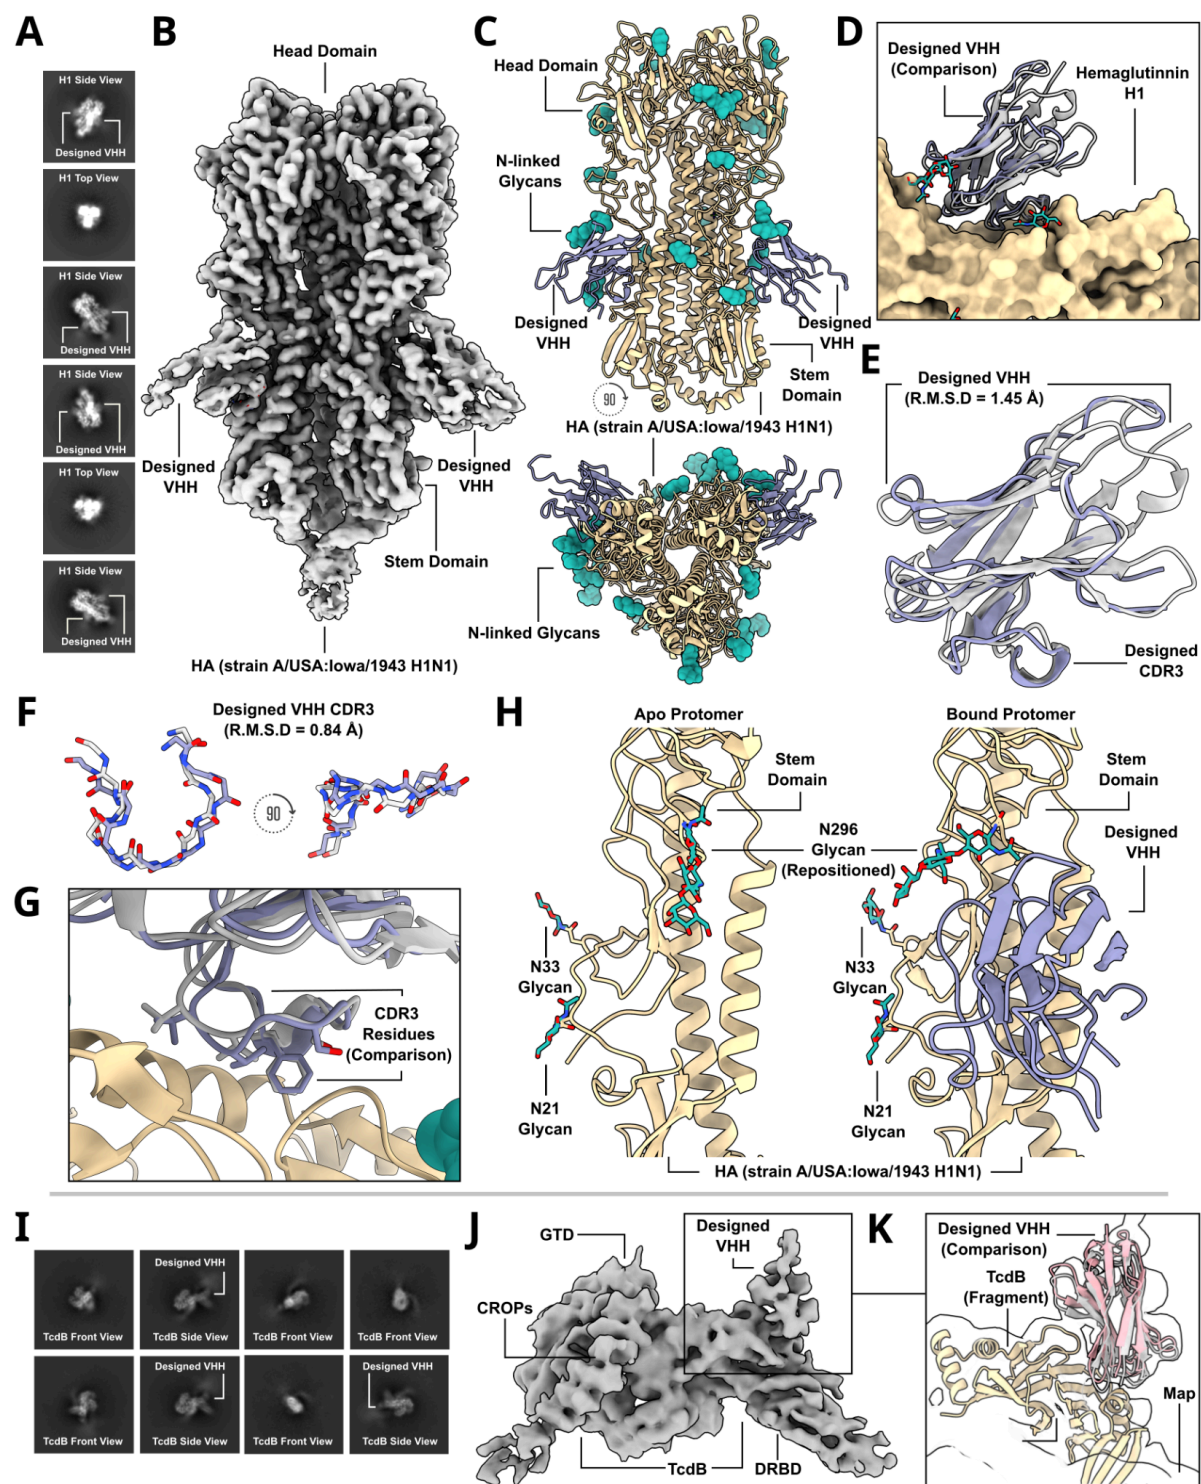 A
H1 Side View
Designed VHH
H1 Top View
H1 Side View
Designed VHH
H1 Side View
Designed VHH
H1 Top View
H1 Side View
Designed VHH
B
Head Domain
Designed
VHH
Designed
VHH
Stem Domain
HA (strain A/USA:Iowa/1943 H1N1)
C
Head Domain
N-linked
Glycans
Designed
VHH
Designed
VHH
Stem
Domain
90
HA (strain A/USA:Iowa/1943 H1N1)
N-linked Glycans
D
Designed VHH
(Comparison)
Hemaglutinnin
H1
E
Designed VHH
(R.M.S.D = 1.45 Å)
Designed
CDR3
F
Designed VHH CDR3
(R.M.S.D = 0.84 Å)
90
G
CDR3
Residues
(Comparison)
H
Apo Protomer
Bound Protomer
Stem
Domain
Stem
Domain
N296
Glycan
(Repositioned)
Designed
VHH
N33
Glycan
N33
Glycan
N21
Glycan
N21
Glycan
HA (strain A/USA:Iowa/1943 H1N1)
I
TcdB Front View
Designed VHH
TcdB Side View
TcdB Front View
TcdB Front View
TcdB Front View
Designed VHH
TcdB Side View
TcdB Front View
Designed VHH
TcdB Side View
J
GTD
Designed
VHH
CROPs
TcdB
DRBD
K
Designed VHH
(Comparison)
TcdB
(Fragment)
Map